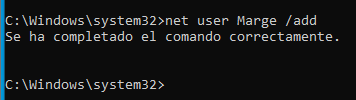 C:\Windows\system32>net user Marge /add
Se ha completado el comando correctamente.
C:\Windows\system32>